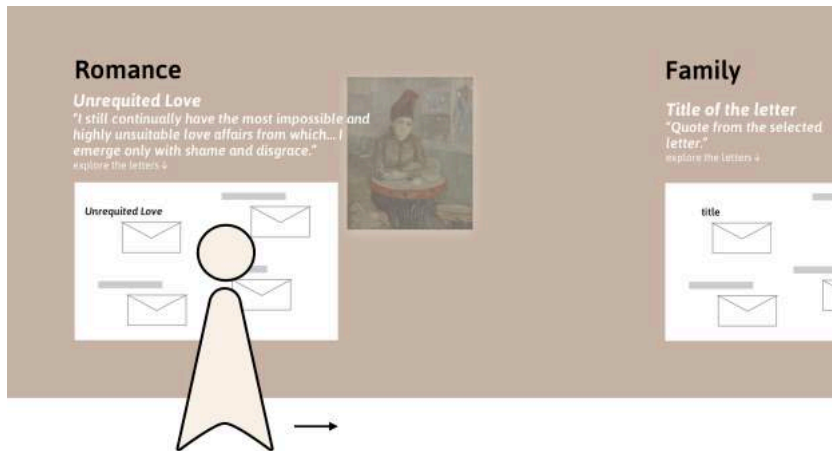 Romance
Unrequited Love
"I still continually have the most impossible and
highly unsuitable love affairs from which... I
emerge only with shame and disgrace."
explore the letters ↓
Unrequited Love
Family
Title of the letter
"Quote from the selected
letter."
explore the letters ↓
title